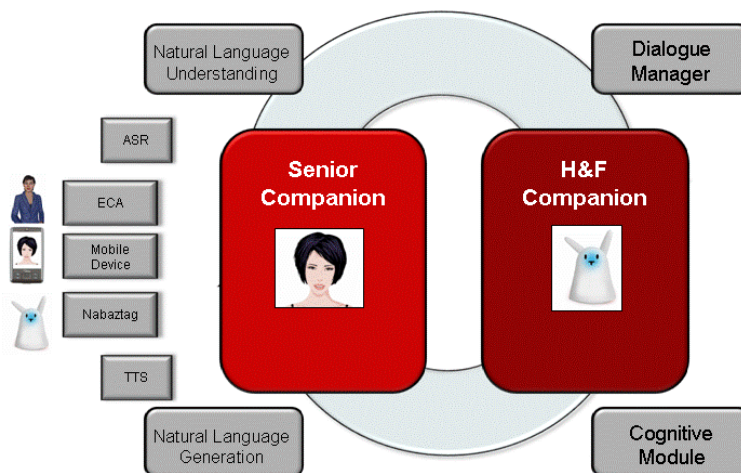 Natural Language
Understanding
Dialogue
Manager
ASR
Senior
Companion
H&F
Companion
ECA
Mobile
Device
Nabaztag
TTS
Natural Language
Generation
Cognitive
Module